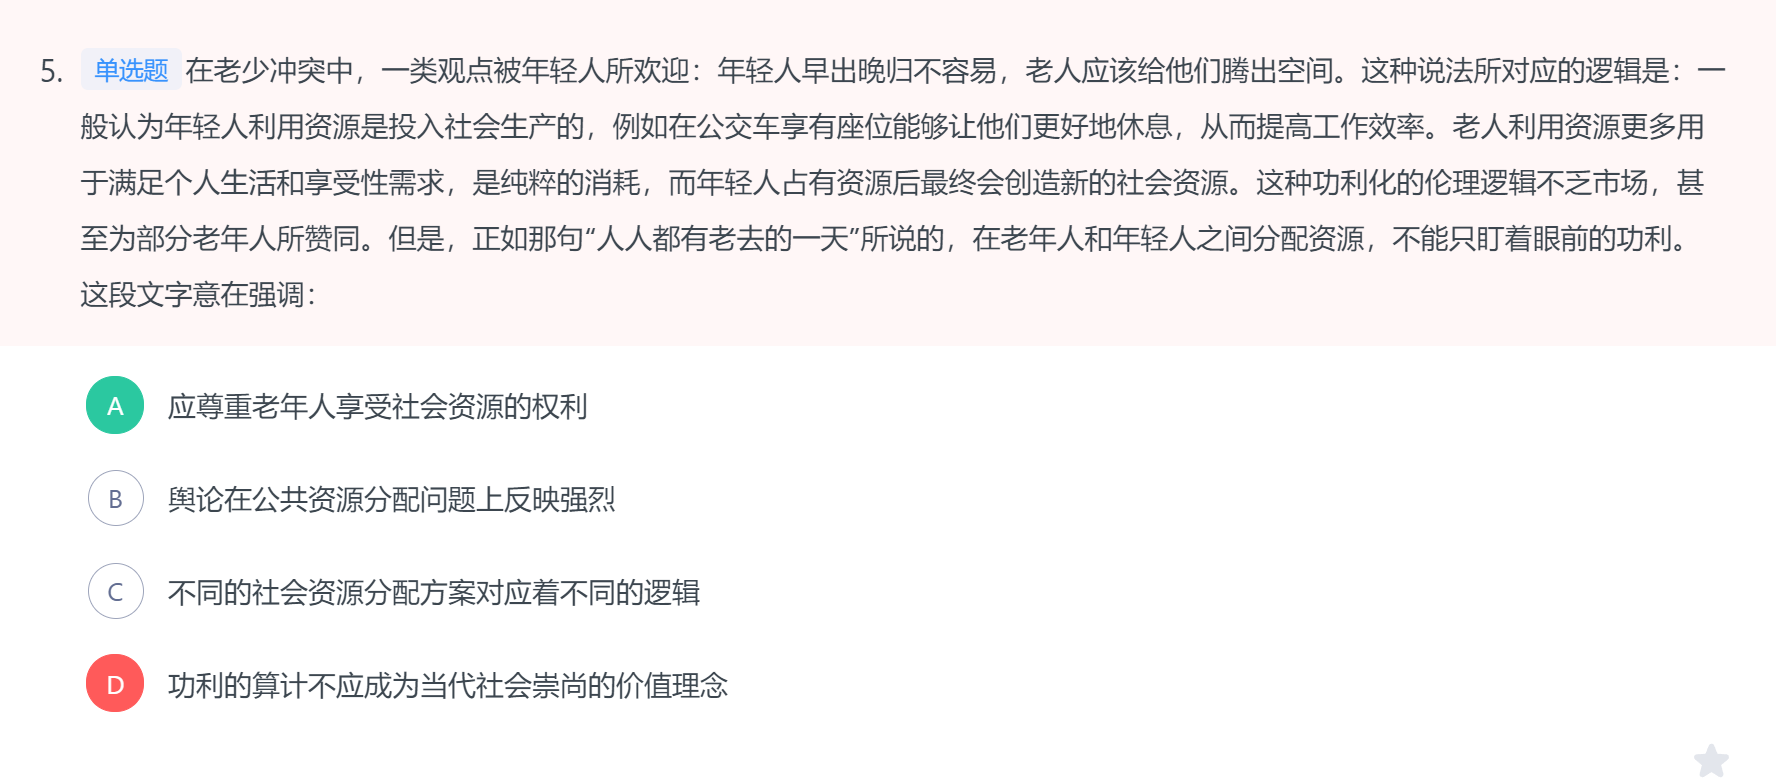 5. 单选题 在老少冲突中，一类观点被年轻人所欢迎：年轻人早出晚归不容易，老人应该给他们腾出空间。这种说法所对应的逻辑是：一
般认为年轻人利用资源是投入社会生产的，例如在公交车享有座位能够让他们更好地休息，从而提高工作效率。老人利用资源更多用
于满足个人生活和享受性需求，是纯粹的消耗，而年轻人占有资源后最终会创造新的社会资源。这种功利化的伦理逻辑不乏市场，甚
至为部分老年人所赞同。但是，正如那句“人人都有老去的一天”所说的，在老年人和年轻人之间分配资源，不能只盯着眼前的功利。
这段文字意在强调：
A 应尊重老年人享受社会资源的权利
B 舆论在公共资源分配问题上反映强烈
C 不同的社会资源分配方案对应着不同的逻辑
D 功利的算计不应成为当代社会崇尚的价值理念